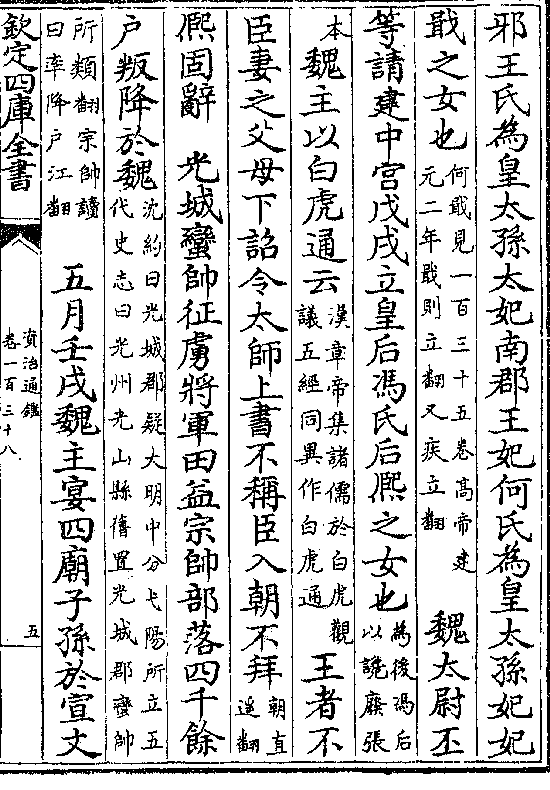 邪王氏為皇太孫太妃南郡王妃何氏為皇太孫妃妃
戢之女也何戢見一百三十五卷髙帝建元二年戢則立翻又疾立翻 魏太尉丕
等請建中宫戊戌立皇后馮氏后熈之女也為後馮后以䜛廢張
本 魏主以白虎通云漢章帝集諸儒於白虎觀議五經同異作白虎通 王者不
臣妻之父母下詔令太師上書不稱臣入朝不拜朝直遥翻
熈固辭 光城蠻帥征虜將軍田益宗帥部落四千餘
户叛降於魏沈約曰光城郡疑大明中分弋陽所立五代史志曰光州光山縣舊置光城郡蠻帥
所類翻宗帥讀曰率降户江翻 五月壬戌魏主宴四廟子孫於宣文
欽定四庫全書
資治通鑑
卷一百三十八
五